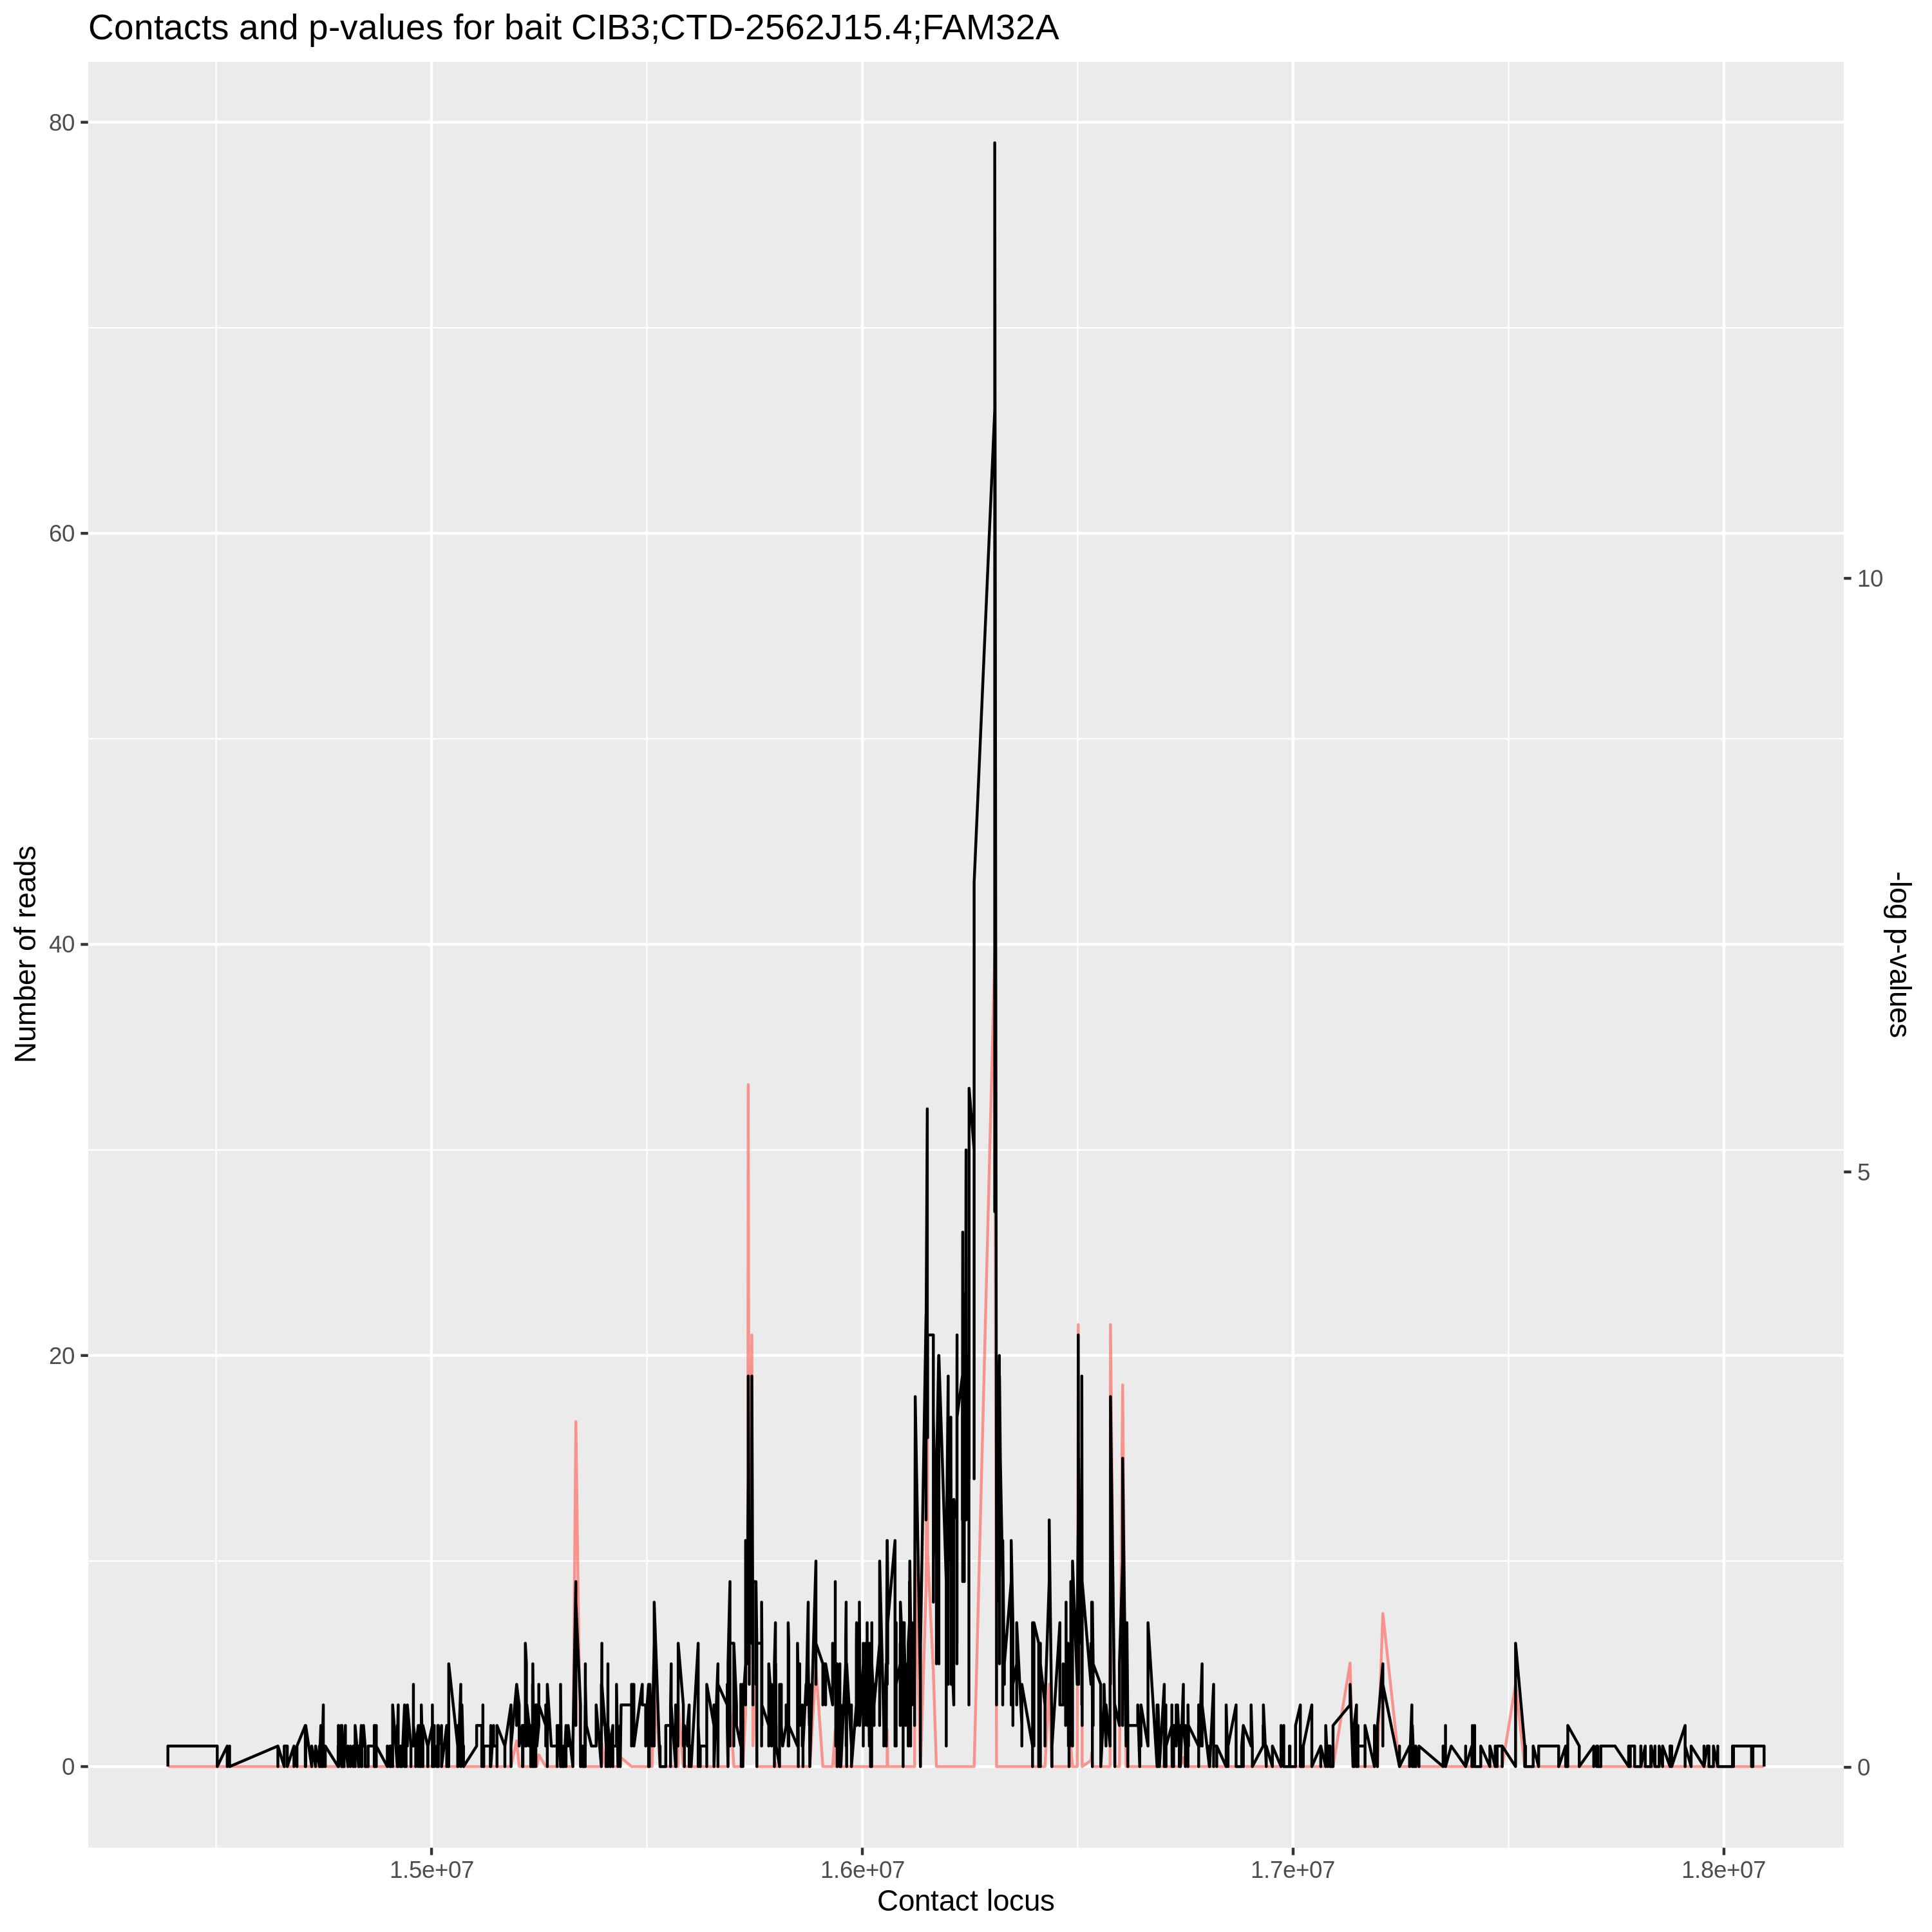 Contacts and p-values for bait CIB3;CTD-2562J15.4;FAM32A
80
60
40
20
0
Number of reads
10
5
0
-log p-values
1.5e+07
1.6e+07
1.7e+07
1.8e+07
Contact locus